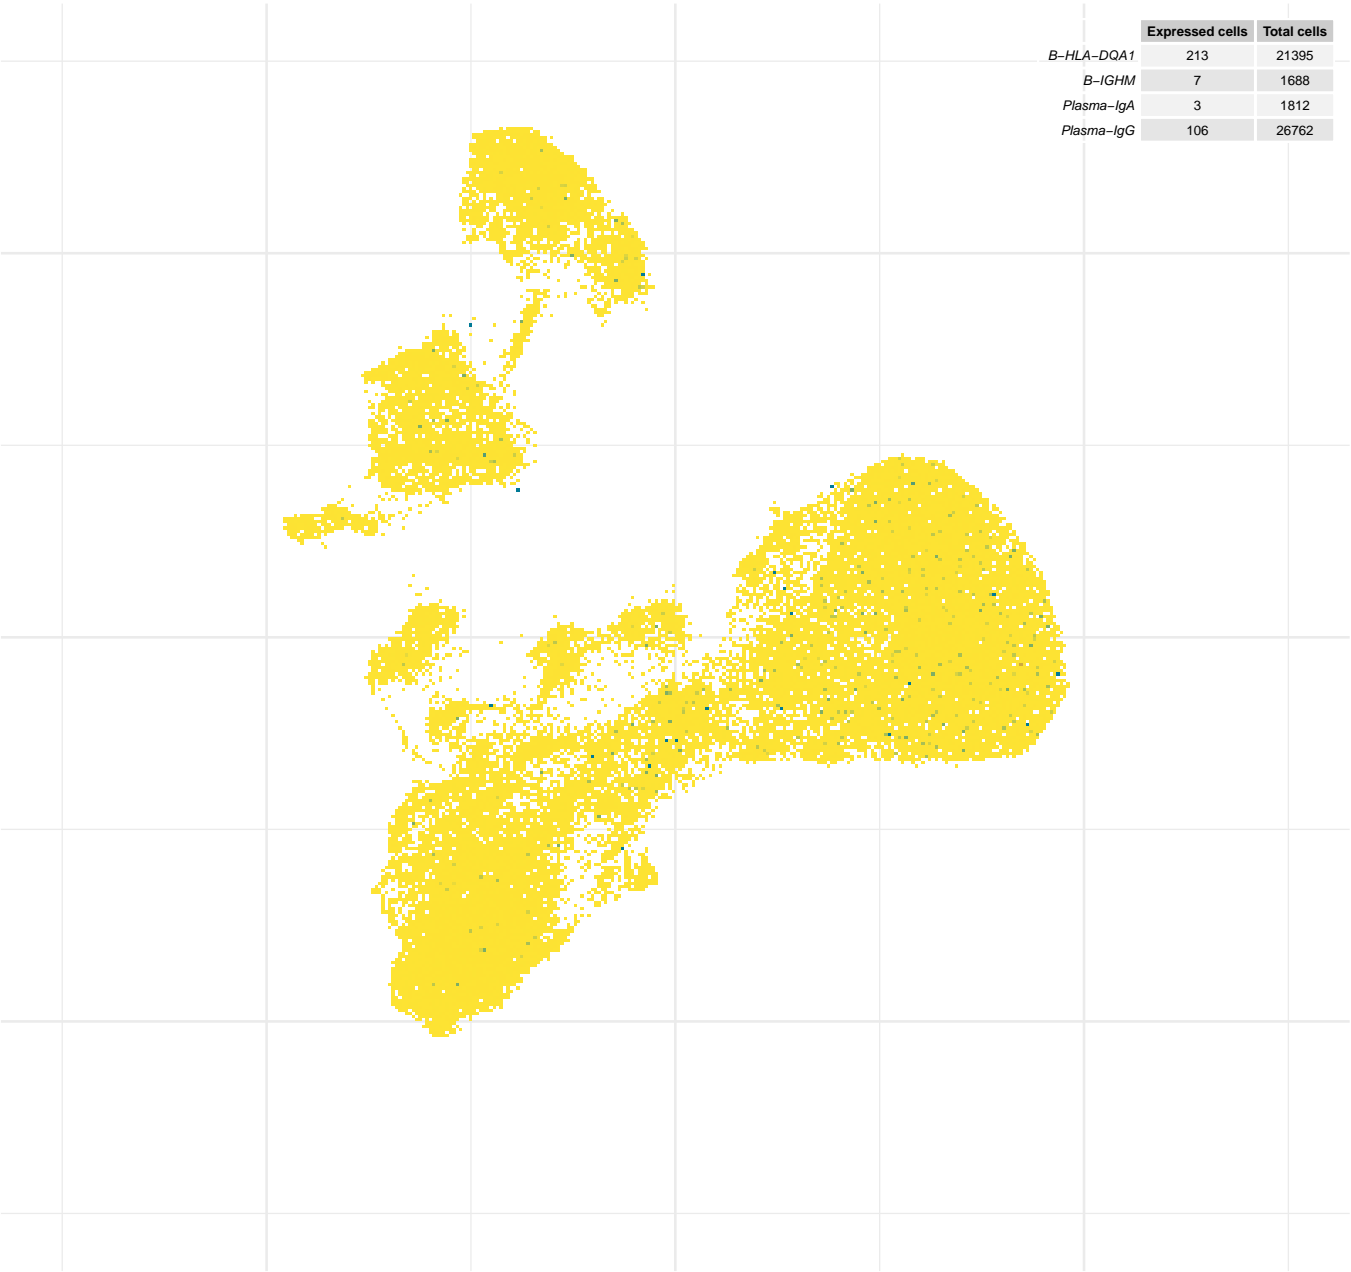 Expressed cells Total cells
B−HLA−DQA1 213 21395
B−IGHM 7 1688
Plasma−IgA 3 1812
Plasma−IgG 106 26762